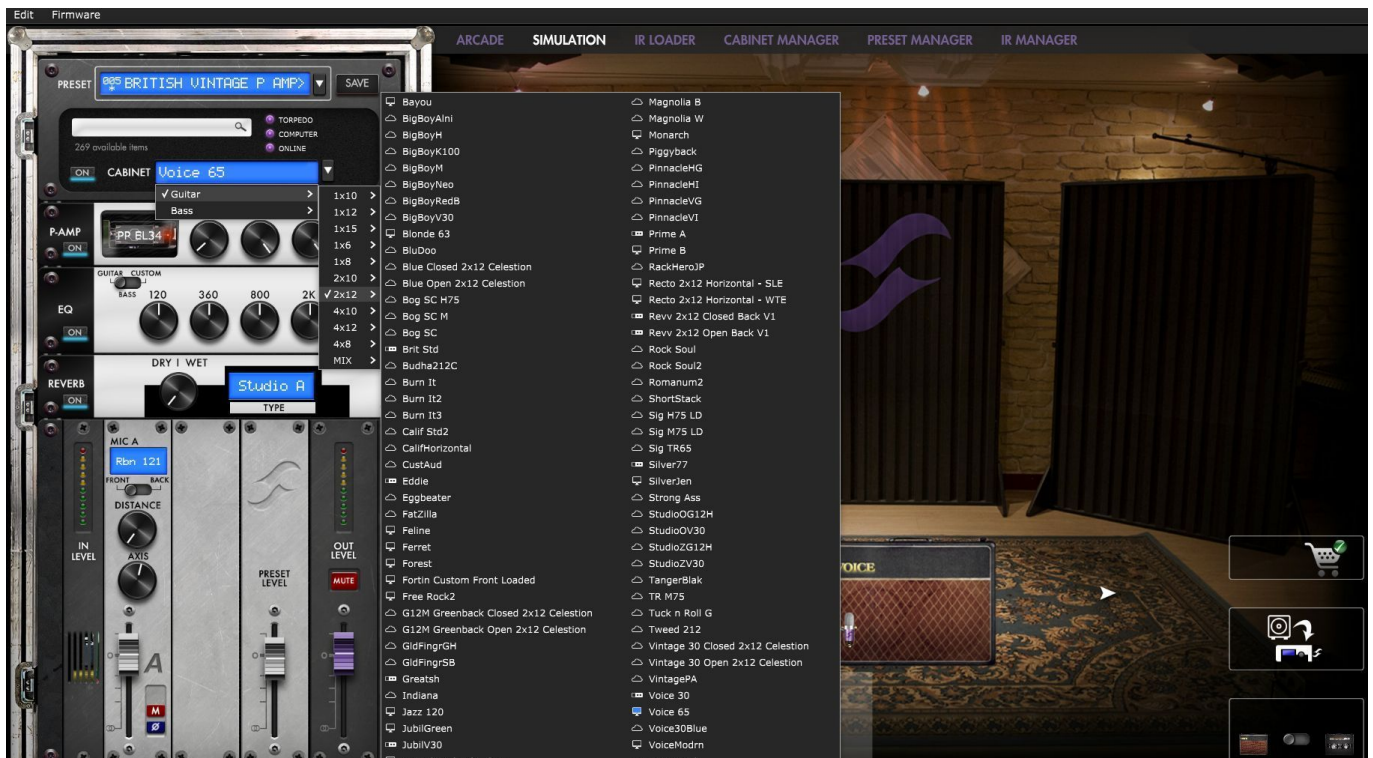 Edit Firmware
ARCADE SIMULATION IR LOADER CABINET MANAGER PRESET MANAGER IR MANAGER
PRESET 005 BRITISH VINTAGE P AMP> SAVE
TORPEDO
COMPUTER
269 available items ONLINE
ON CABINET Voice 65
✓ Guitar >
Bass >
1x10 >
1x12 >
1x15 >
1x6 >
1x8 >
2x10 >
✓ 2x12 >
4x10 >
4x12 >
4x8 >
MIX >
Bayou
BigBoyAlni
BigBoyH
BigBoyK100
BigBoyM
BigBoyNeo
BigBoyRedB
BigBoyV30
Blonde 63
BluDoo
Blue Closed 2x12 Celestion
Blue Open 2x12 Celestion
Bog SC H75
Bog SC M
Bog SC
Brit Std
Budha212C
Burn It
Burn It2
Burn It3
Calif Std2
CalifHorizontal
CustAud
Eddie
Eggbeater
FatZilla
Feline
Ferret
Forest
Fortin Custom Front Loaded
Free Rock2
G12M Greenback Closed 2x12 Celestion
G12M Greenback Open 2x12 Celestion
GldFingrGH
GldFingrSB
Greatsh
Indiana
Jazz 120
JubilGreen
JubilV30
Magnolia B
Magnolia W
Monarch
Piggyback
PinnacleHG
PinnacleHI
PinnacleVG
PinnacleVI
Prime A
Prime B
RackHeroJP
Recto 2x12 Horizontal - SLE
Recto 2x12 Horizontal - WTE
Revv 2x12 Closed Back V1
Revv 2x12 Open Back V1
Rock Soul
Rock Soul2
Romanum2
ShortStack
Sig H75 LD
Sig M75 LD
Sig TR65
Silver77
SilverJen
Strong Ass
StudioOG12H
StudioOV30
StudioZG12H
StudioZV30
TangerBlak
TR M75
Tuck n Roll G
Tweed 212
Vintage 30 Closed 2x12 Celestion
Vintage 30 Open 2x12 Celestion
VintagePA
Voice 30
Voice 65
Voice30Blue
VoiceModrn
P-AMP
ON
PR EL34
GUITAR CUSTOM
BASS 120 360 800 2K
EQ
ON
DRY | WET
REVERB
ON
Studio A
TYPE
MIC A
Rbn 121
FRONT BACK
DISTANCE
AXIS
IN
LEVEL
OUT
LEVEL
PRESET
LEVEL
MUTE
A
M
Ø
VOICE